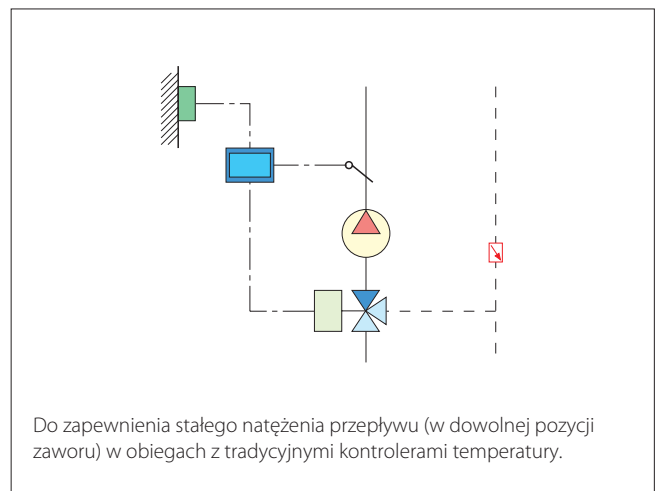 Do zapewnienia stałego natężenia przepływu (w dowolnej pozycji
zaworu) w obiegach z tradycyjnymi kontrolerami temperatury.